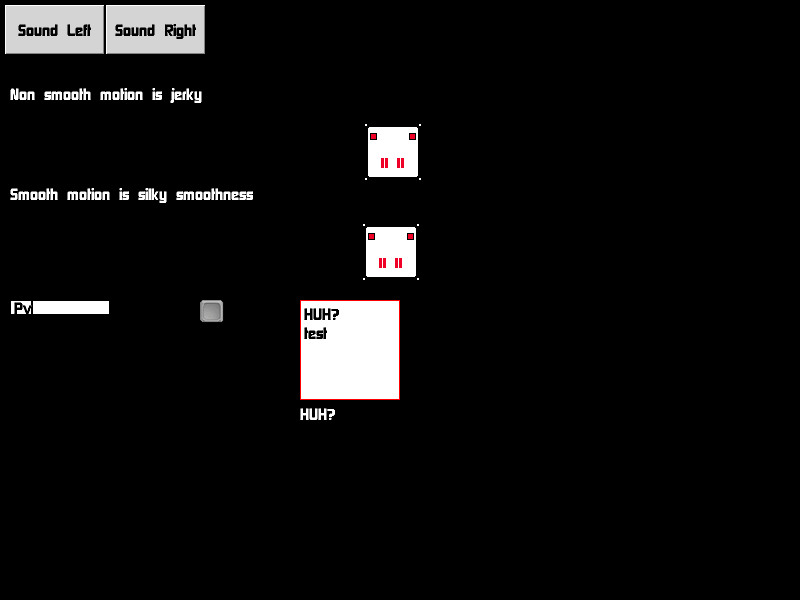 Sound Left
Sound Right
Non smooth motion is jerky
Smooth motion is silky smoothness
Py
HUH?
test
HUH?